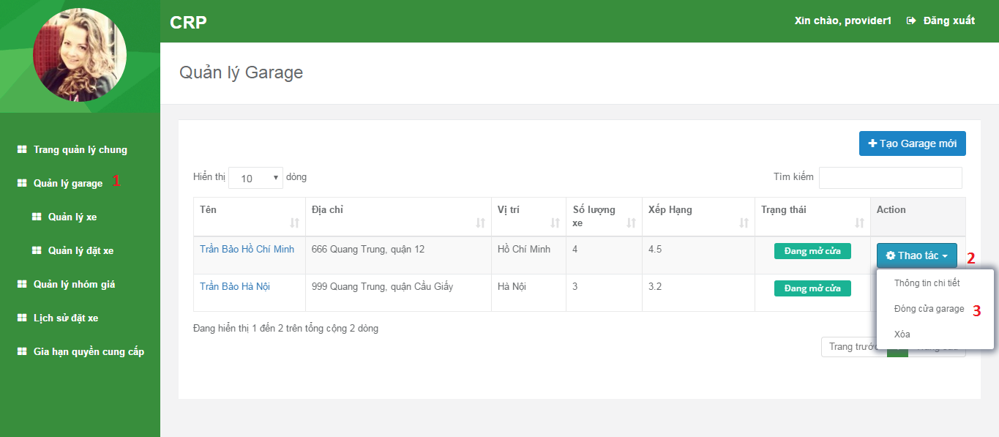 CRP
Xin chào, provider1 Đăng xuất
Quản lý Garage
Trang quản lý chung
Quản lý garage 1
Quản lý xe
Quản lý đặt xe
Quản lý nhóm giá
Lịch sử đặt xe
Gia hạn quyền cung cấp
Tạo Garage mới
Hiển thị 10 dòng
Tìm kiếm
Tên Địa chỉ Vị trí Số lượng xe Xếp Hạng Trạng thái Action
Trần Bảo Hồ Chí Minh 666 Quang Trung, quận 12 Hồ Chí Minh 4 4.5 Đang mở cửa Thao tác 2
Trần Bảo Hà Nội 999 Quang Trung, quận Cầu Giấy Hà Nội 3 3.2 Đang mở cửa
Thông tin chi tiết
Đóng cửa garage 3
Xóa
Đang hiển thị 1 đến 2 trên tổng cộng 2 dòng
Trang trước